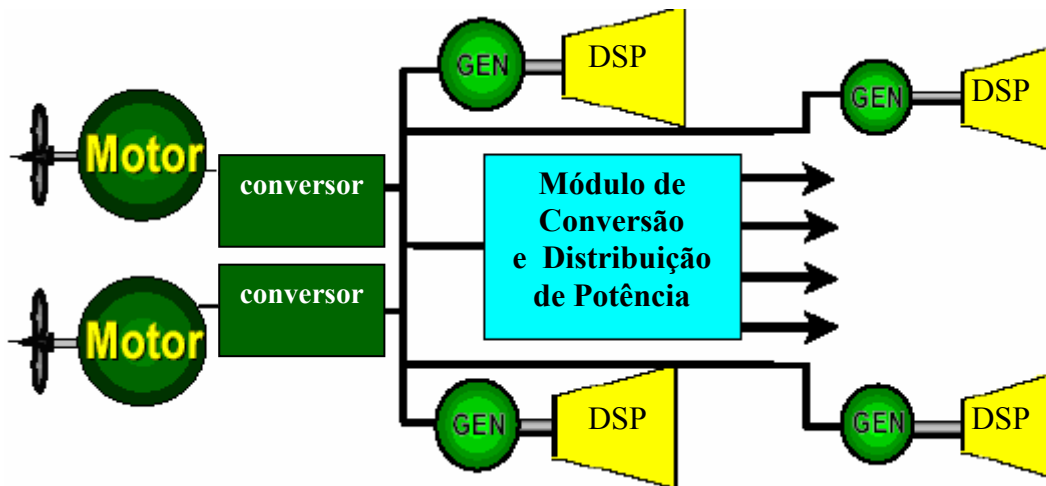 GEN
DSP
GEN
DSP
Motor
conversor
Módulo de
Conversão
e Distribuição
de Potência
Motor
conversor
GEN
DSP
GEN
DSP